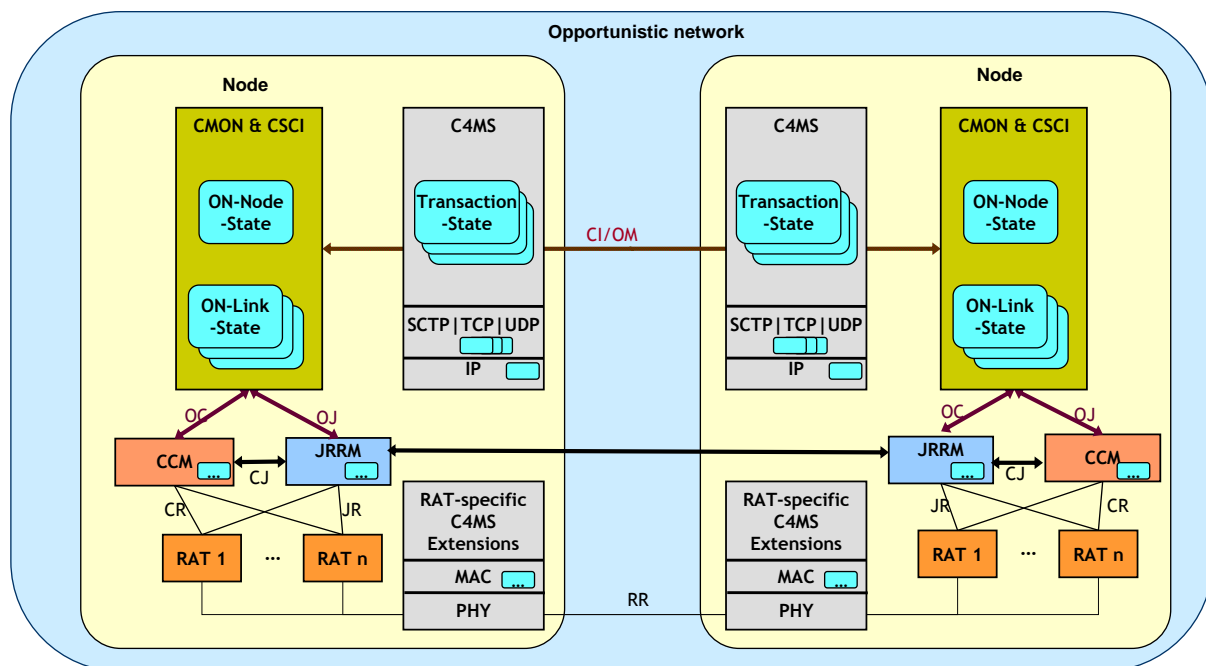 Opportunistic network
Node
CMON & CSCI
ON-Node
-State
ON-Link
-State
C4MS
Transaction
-State
SCTP|TCP|UDP
IP
CI/OM
OC
OJ
CCM
...
CJ
JRRM
...
CR
JR
RAT 1
...
RAT n
RAT-specific
C4MS
Extensions
MAC
...
PHY
RR
Node
C4MS
Transaction
-State
SCTP|TCP|UDP
IP
CMON & CSCI
ON-Node
-State
ON-Link
-State
OC
OJ
JRRM
...
CJ
CCM
...
JR
CR
RAT 1
...
RAT n
RAT-specific
C4MS
Extensions
MAC
...
PHY